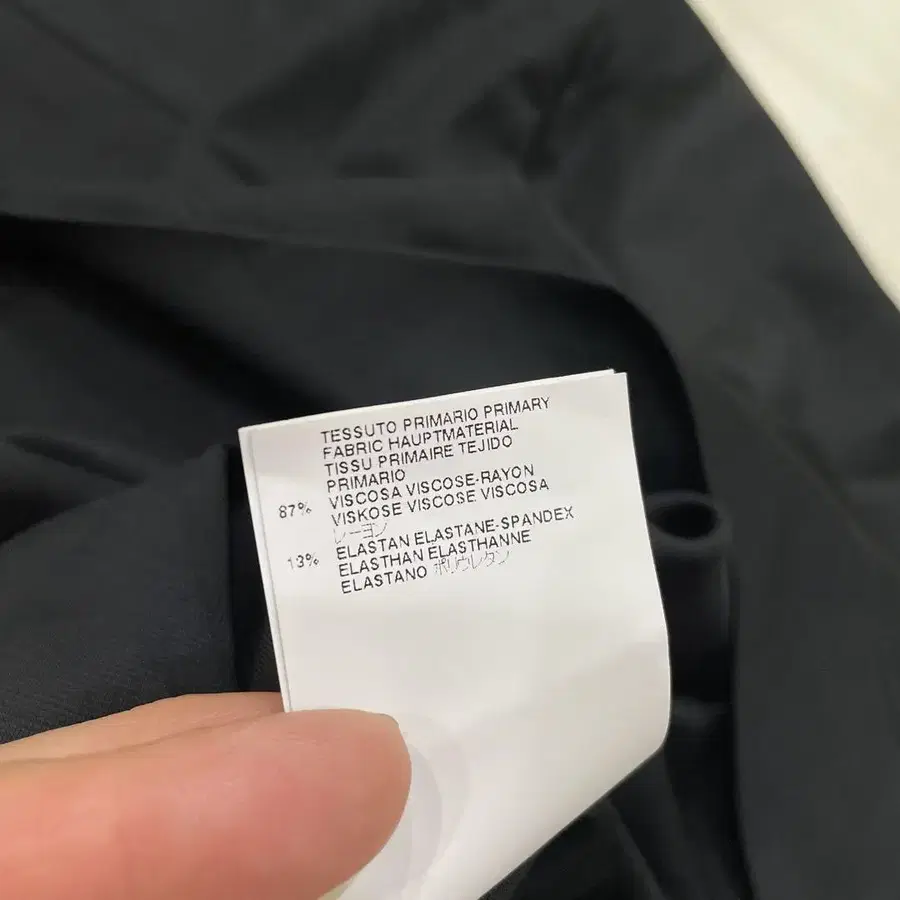 TESSUTO PRIMARIO PRIMARY
FABRIC HAUPTMATERIAL
TISSU PRIMAIRE TEJIDO
PRIMARIO
87% VISCOSA VISCOSE-RAYON
VISKOSE VISCOSE VISCOSA
レーヨン
13% ELASTAN ELASTANE-SPANDEX
ELASTHAN ELASTHANNE
ELASTANO ポリウレタン